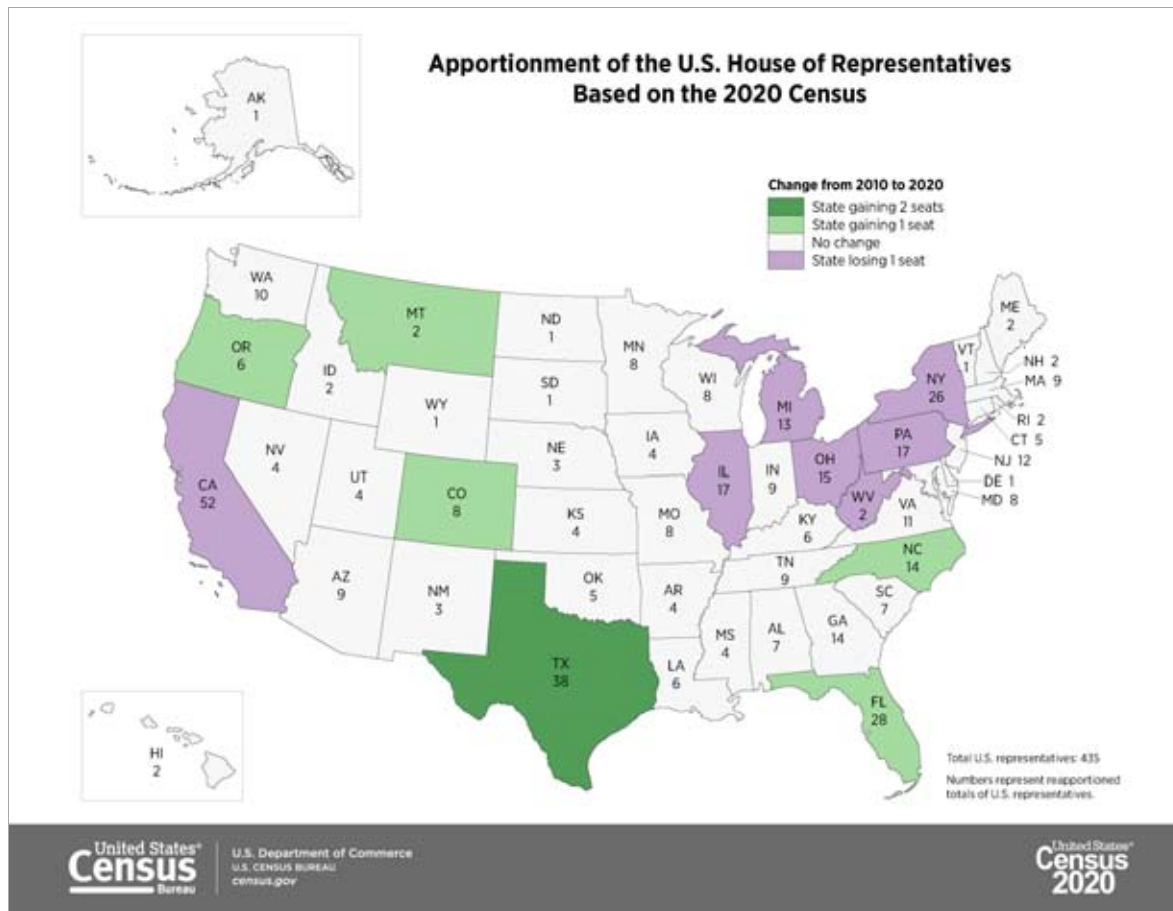 Apportionment of the U.S. House of Representatives
Based on the 2020 Census
AK
1
Change from 2010 to 2020
State gaining 2 seats
State gaining 1 seat
No change
State losing 1 seat
WA
10
MT
2
ND
1
MN
8
ME
2
VT
1
NH 2
MA 9
OR
6
ID
2
SD
1
WI
8
MI
13
NY
26
RI 2
CT 5
WY
1
NE
3
IA
4
PA
17
NJ 12
DE 1
MD 8
NV
4
UT
4
CA
52
CO
8
KS
4
MO
8
IL
17
IN
9
OH
15
WV
2
VA
11
KY
6
NC
14
TN
9
AZ
9
NM
3
OK
5
AR
4
SC
7
MS
4
AL
7
GA
14
TX
38
LA
6
FL
28
HI
2
Total U.S. representatives: 435
Numbers represent reapportioned
totals of U.S. representatives.
United States®
Census
Bureau
U.S. Department of Commerce
U.S. CENSUS BUREAU
census.gov
United States®
Census
2020